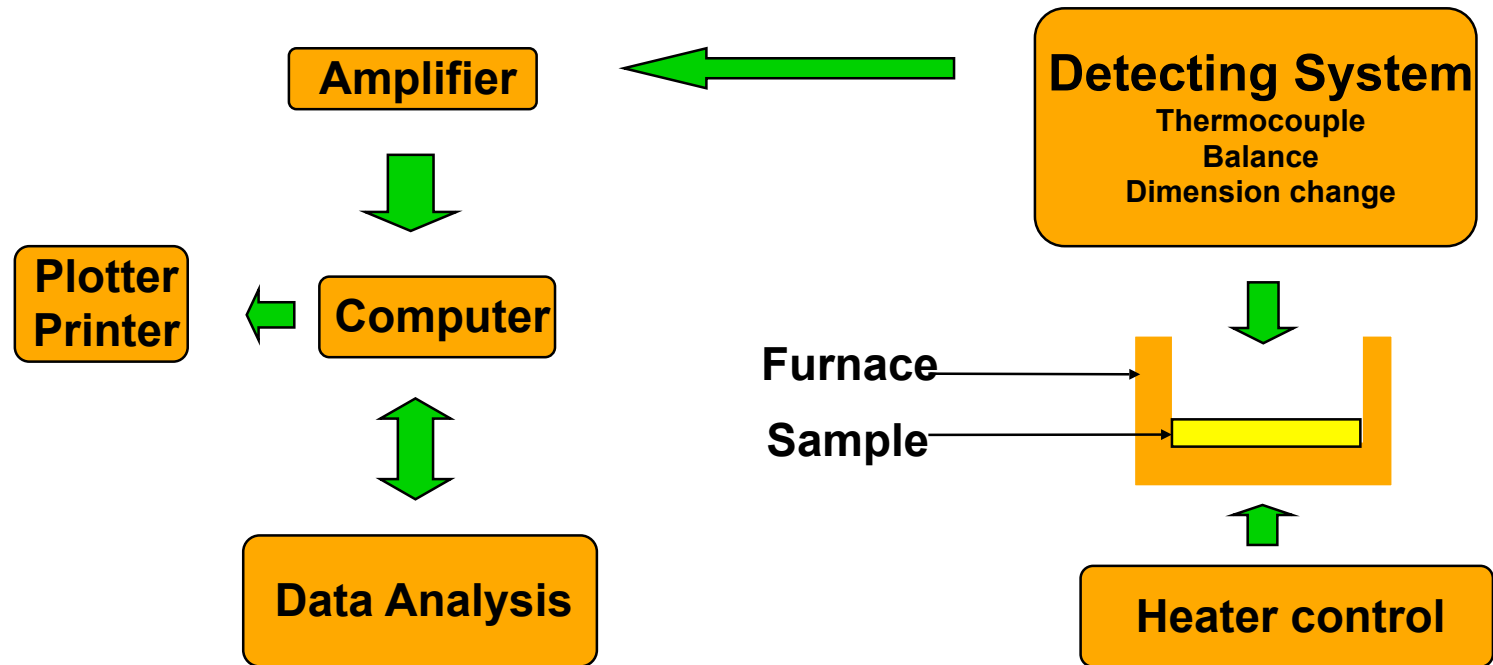 Amplifier
Detecting System
Thermocouple
Balance
Dimension change
Plotter
Printer
Computer
Furnace
Sample
Data Analysis
Heater control